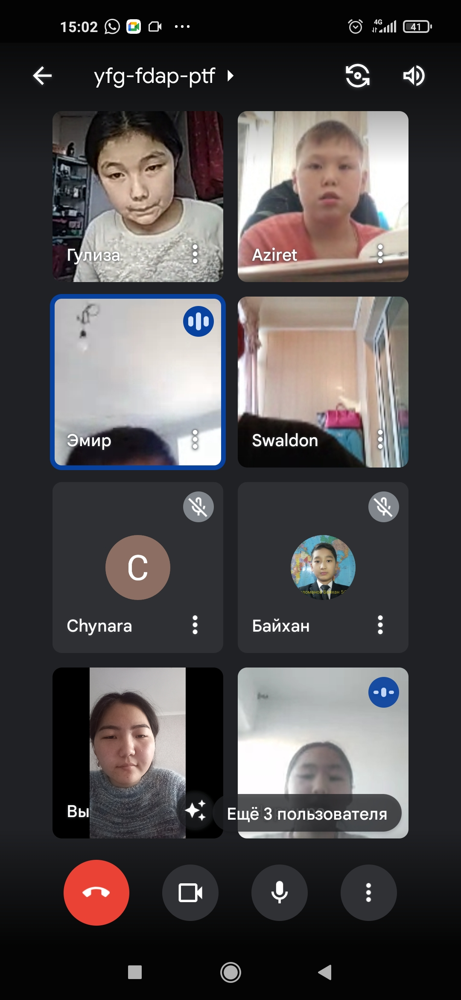 15:02
4G
41
yfg-fdap-ptf
Гулиза
Aziret
Эмир
Swaldon
C
Chynara
Байхан
Вы
Ещё 3 пользователя